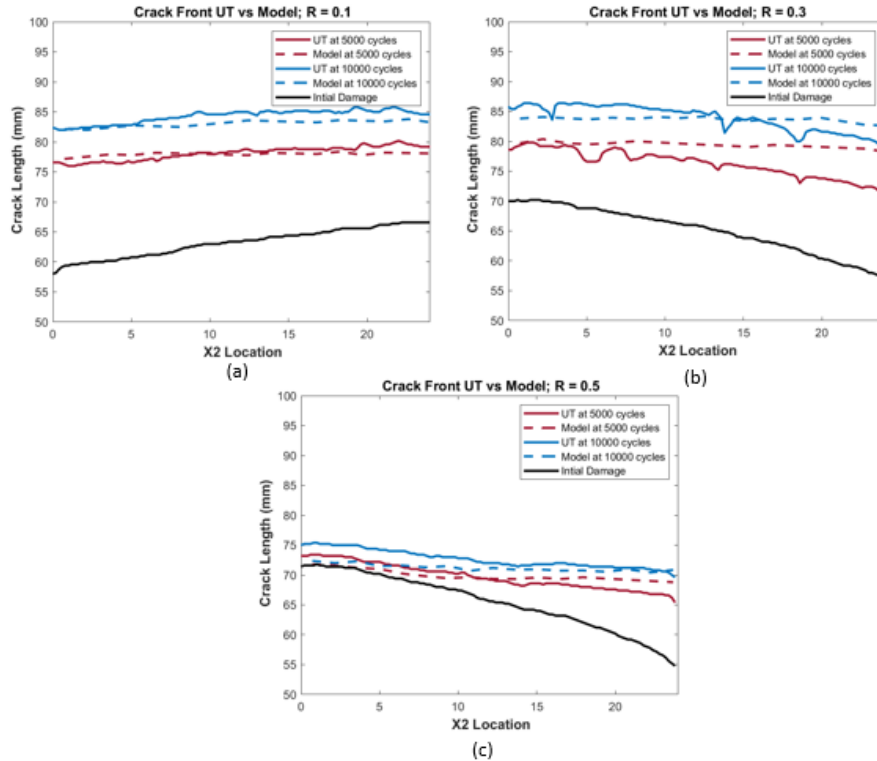 Crack Front UT vs Model; R = 0.1
100
95
90
85
80
75
70
65
60
55
50
Crack Length (mm)
UT at 5000 cycles
Model at 5000 cycles
UT at 10000 cycles
Model at 10000 cycles
Intial Damage
0 5 10 15 20
X2 Location
(a)
Crack Front UT vs Model; R = 0.3
100
95
90
85
80
75
70
65
60
55
50
Crack Length (mm)
UT at 5000 cycles
Model at 5000 cycles
UT at 10000 cycles
Model at 10000 cycles
Intial Damage
0 5 10 15 20
X2 Location
(b)
Crack Front UT vs Model; R = 0.5
100
95
90
85
80
75
70
65
60
55
50
Crack Length (mm)
UT at 5000 cycles
Model at 5000 cycles
UT at 10000 cycles
Model at 10000 cycles
Intial Damage
0 5 10 15 20
X2 Location
(c)